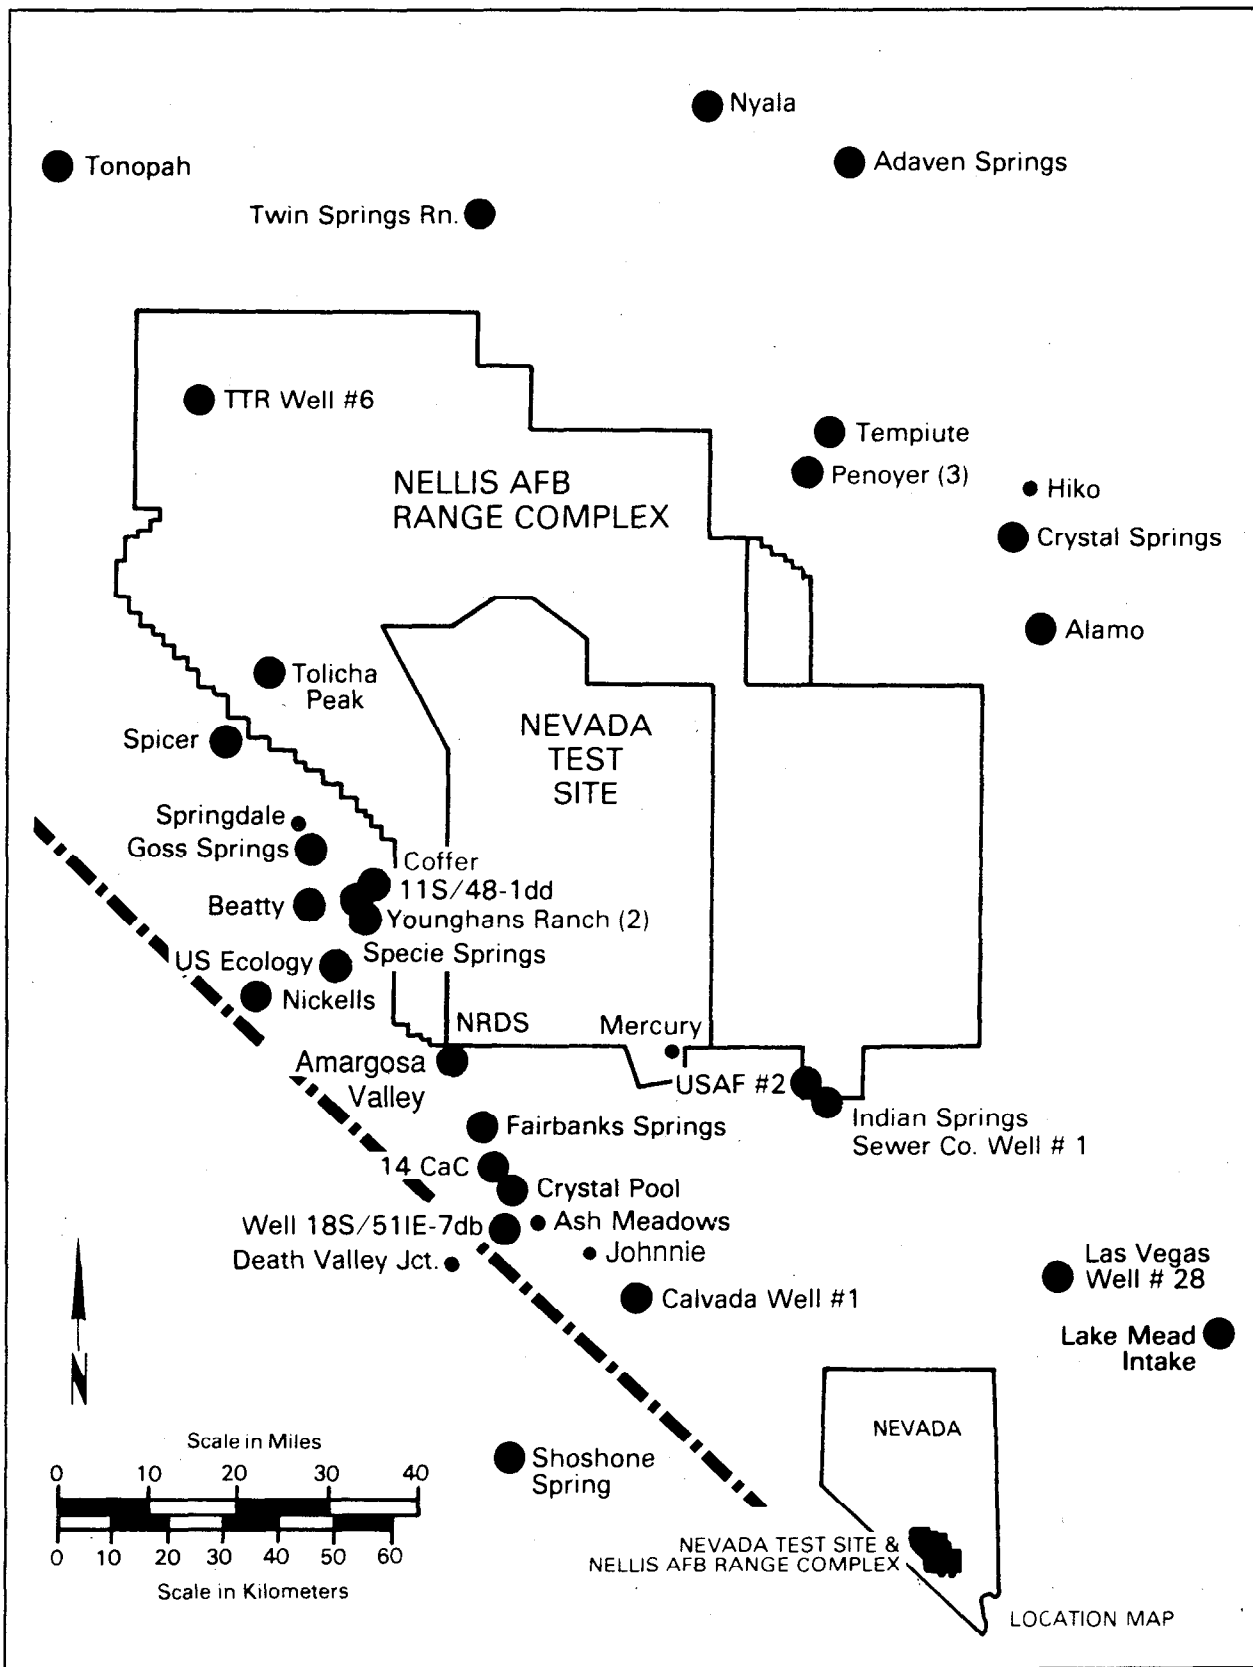 Nyala
Tonopah
Adaven Springs
Twin Springs Rn.
TTR Well #6
Tempiute
NELLIS AFB
RANGE COMPLEX
Penoyer (3)
Hiko
Crystal Springs
Alamo
Tolicha
Peak
NEVADA
TEST
SITE
Spicer
Springdale
Goss Springs
Coffer
11S/48-1dd
Beatty
Younghans Ranch (2)
Specie Springs
US Ecology
Nickells
NRDS
Mercury
Amargosa
Valley
USAF #2
Indian Springs
Sewer Co. Well # 1
Fairbanks Springs
14 CaC
Crystal Pool
Well 18S/51IE-7db
Ash Meadows
Death Valley Jct.
Johnnie
Calvada Well #1
Las Vegas
Well # 28
Lake Mead
Intake
N
Scale in Miles
0 10 20 30 40
0 10 20 30 40 50 60
Scale in Kilometers
Shoshone
Spring
NEVADA
NEVADA TEST SITE &
NELLIS AFB RANGE COMPLEX
LOCATION MAP